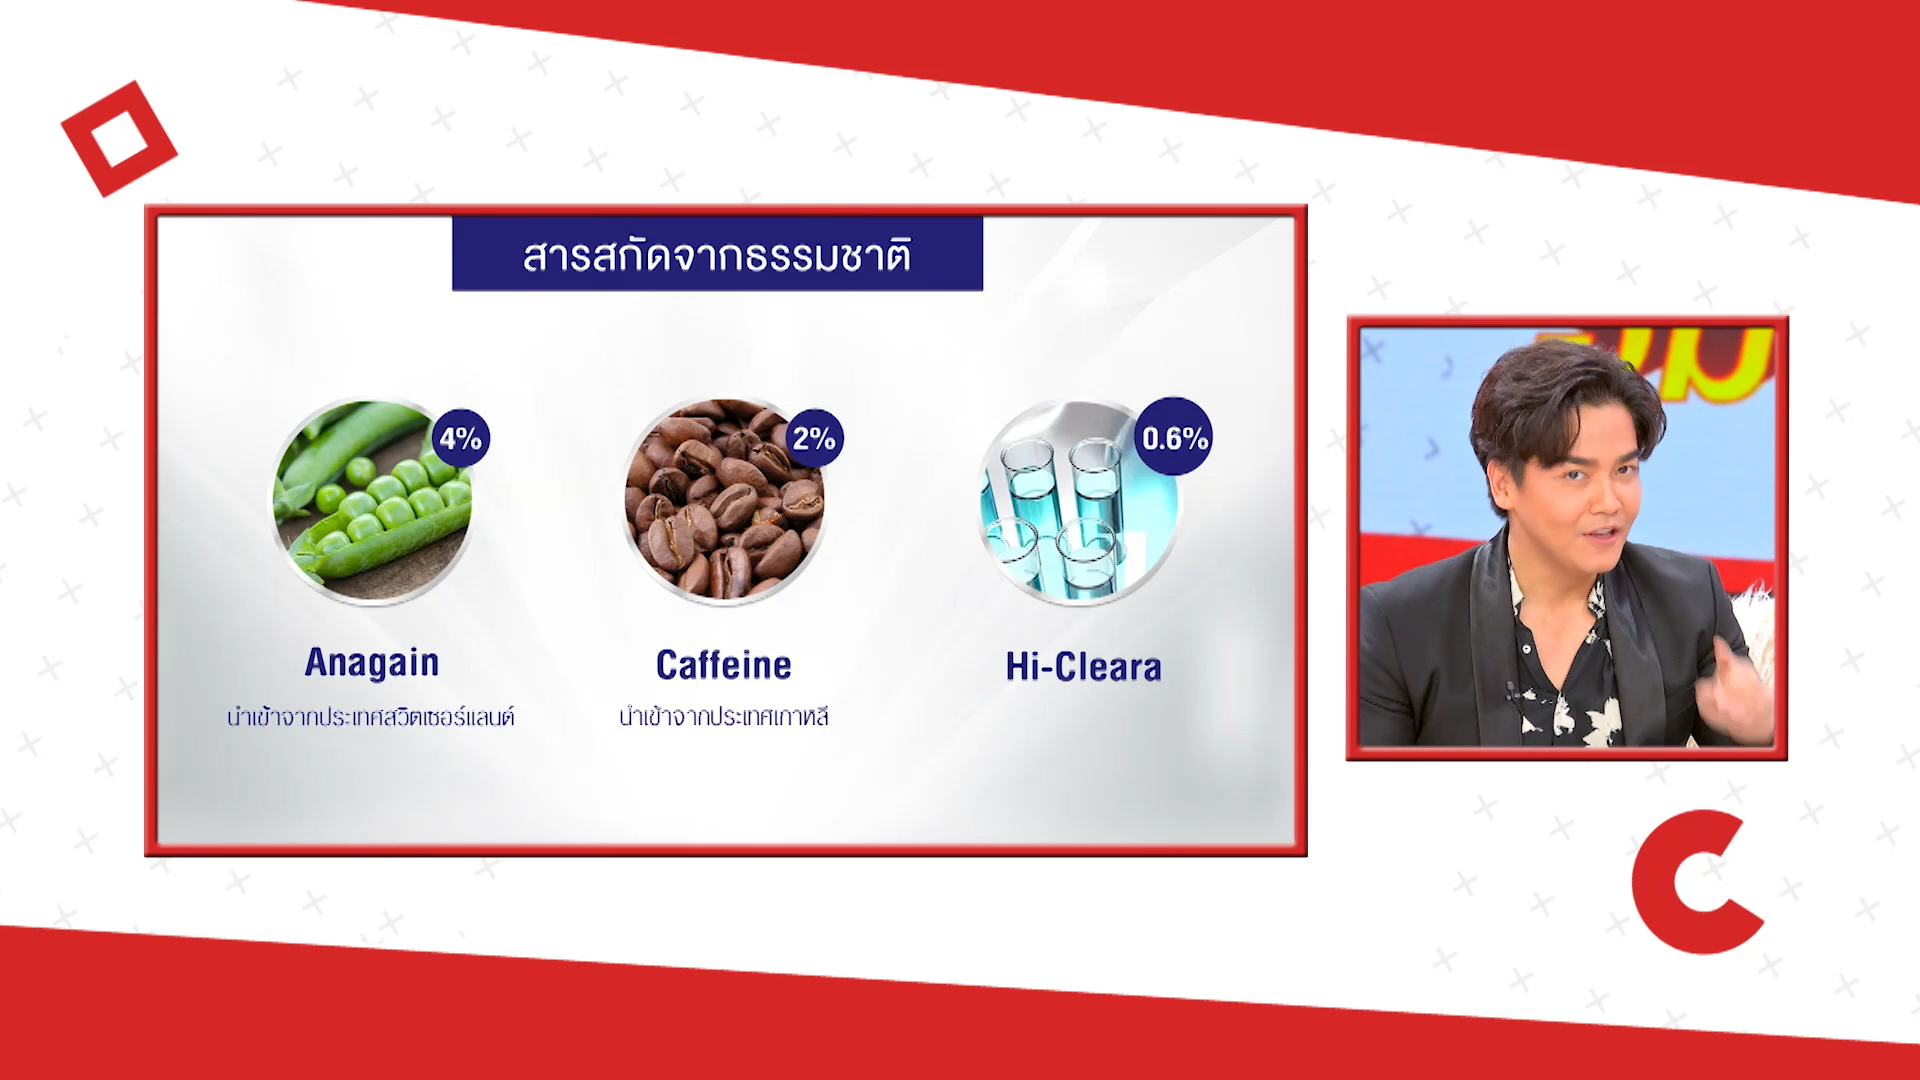 สารสกัดจากธรรมชาติ
4%
2%
0.6%
Anagain
Caffeine
Hi-Cleara
นำเข้าจากประเทศสวิตเซอร์แลนด์
นำเข้าจากประเทศเกาหลี